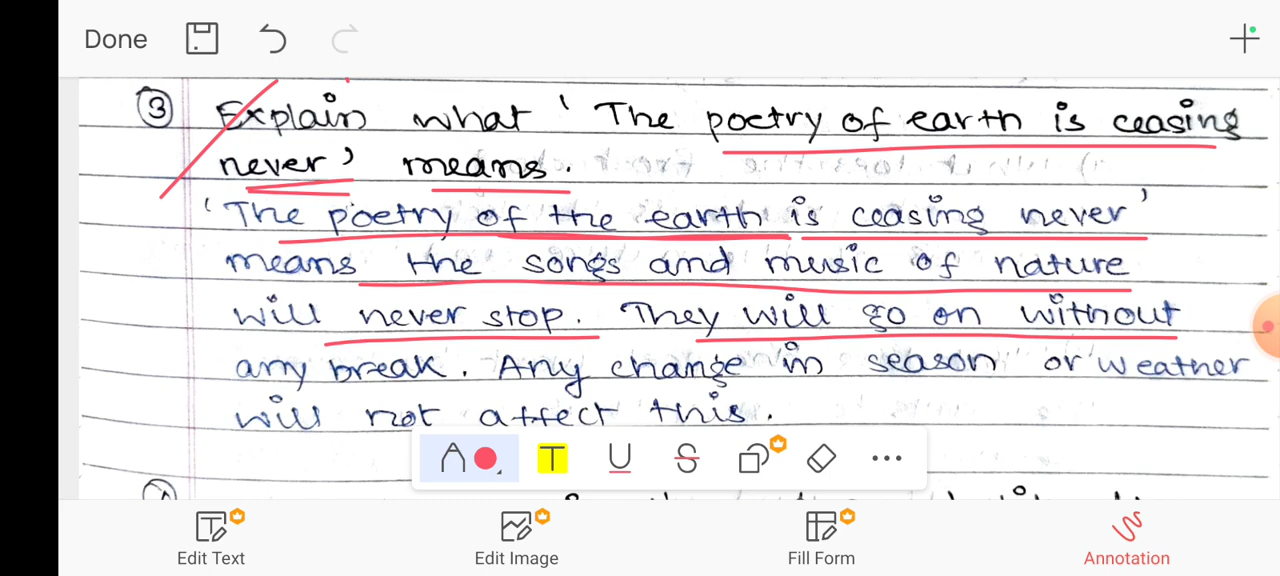 Done
③ Explain what ' The poetry of earth is ceasing
never' means.
'The poetry of the earth is ceasing never'
means the songs and music of nature
will never stop. They will go on without
any break. Any change in season or weather
will not affect this.
T
U
S
Edit Text
Edit Image
Fill Form
Annotation